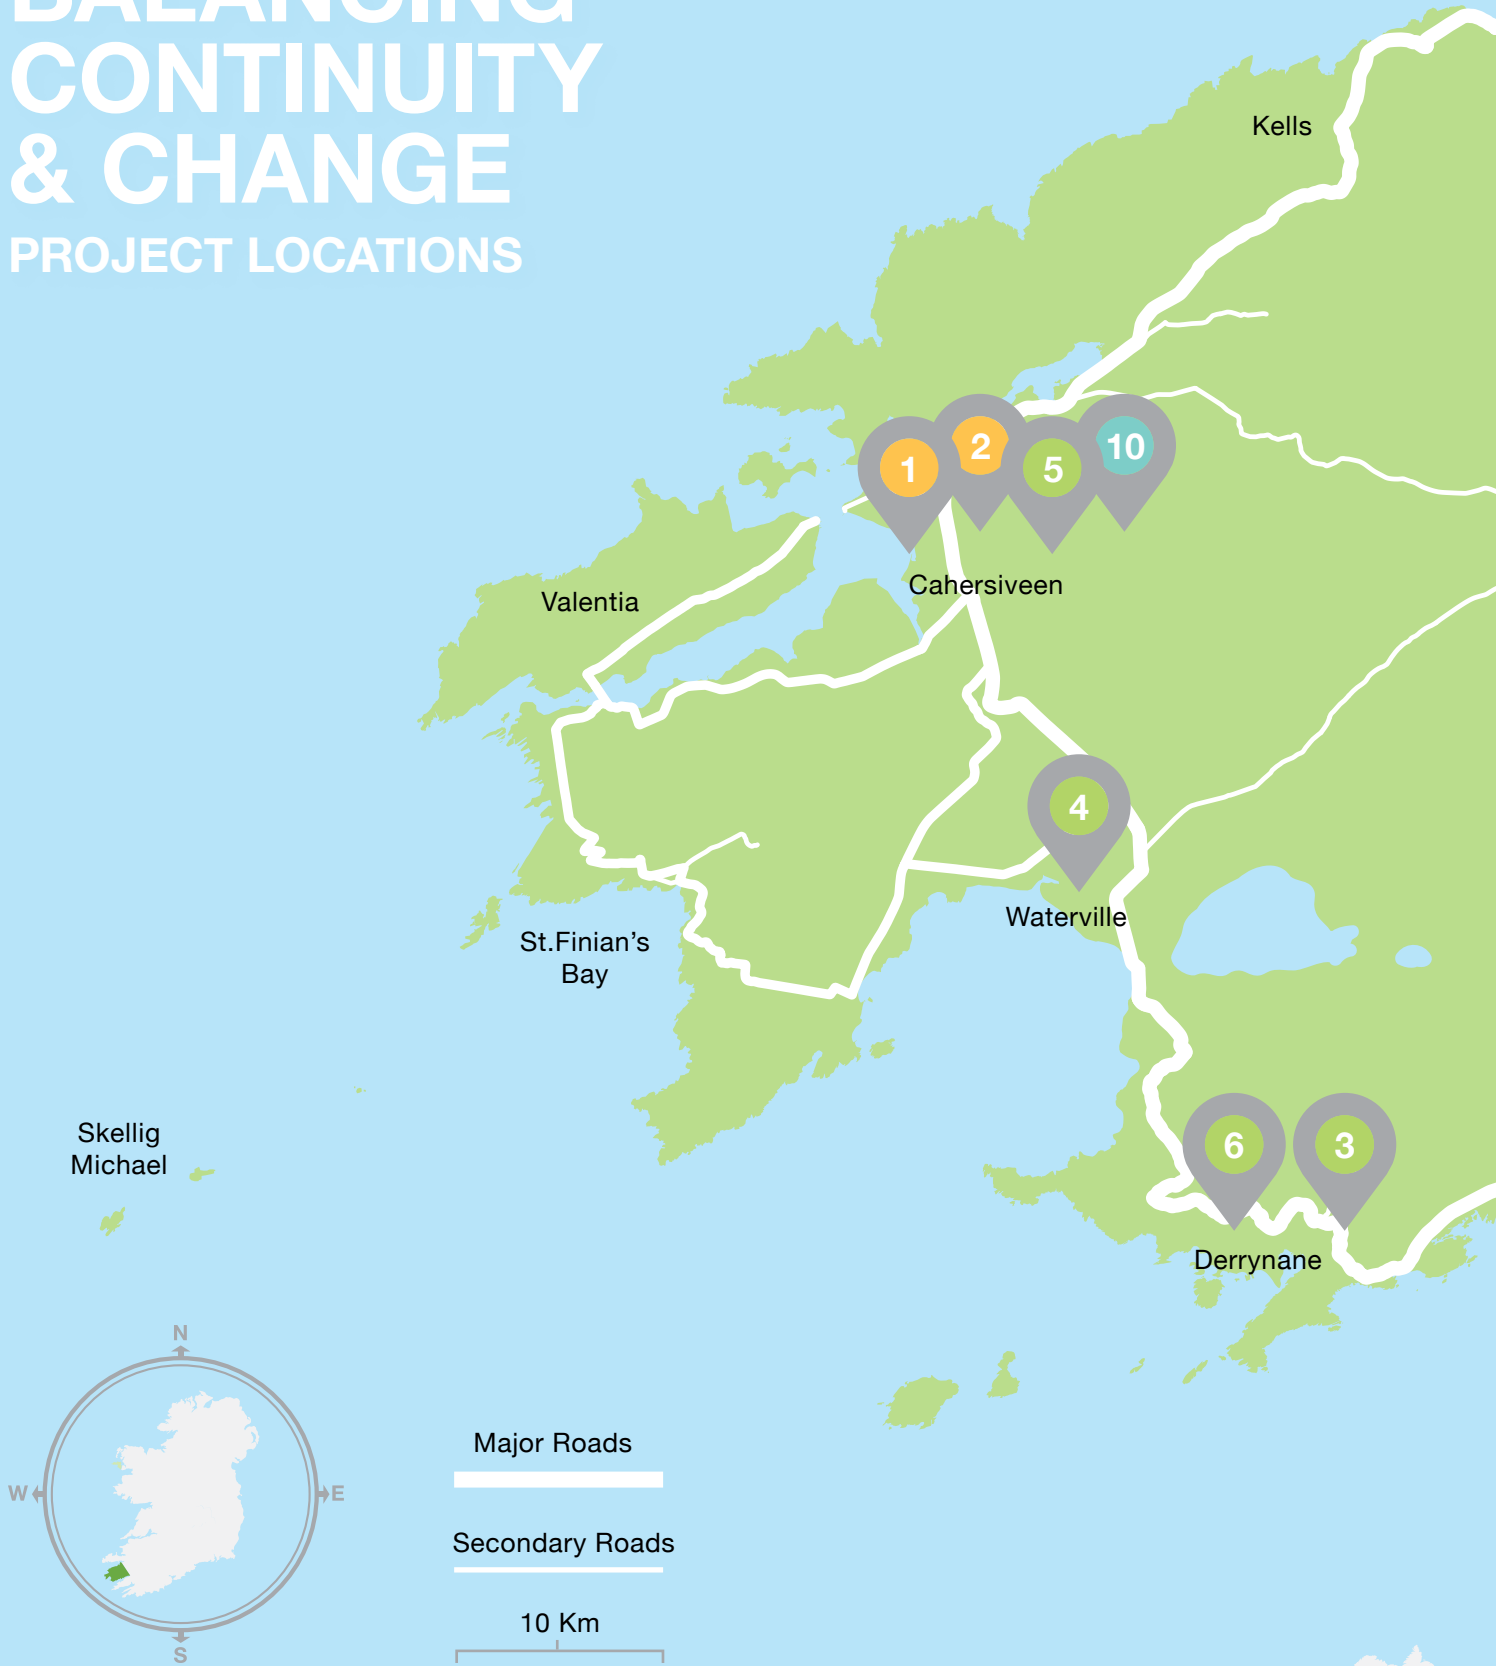 BALANCING
CONTINUITY
& CHANGE
PROJECT LOCATIONS
Kells
1
2
5
10
Cahersiveen
Valentia
4
Waterville
St.Finian's
Bay
Skellig
Michael
6
3
Derrynane
N
W
E
S
Major Roads
Secondary Roads
10 Km